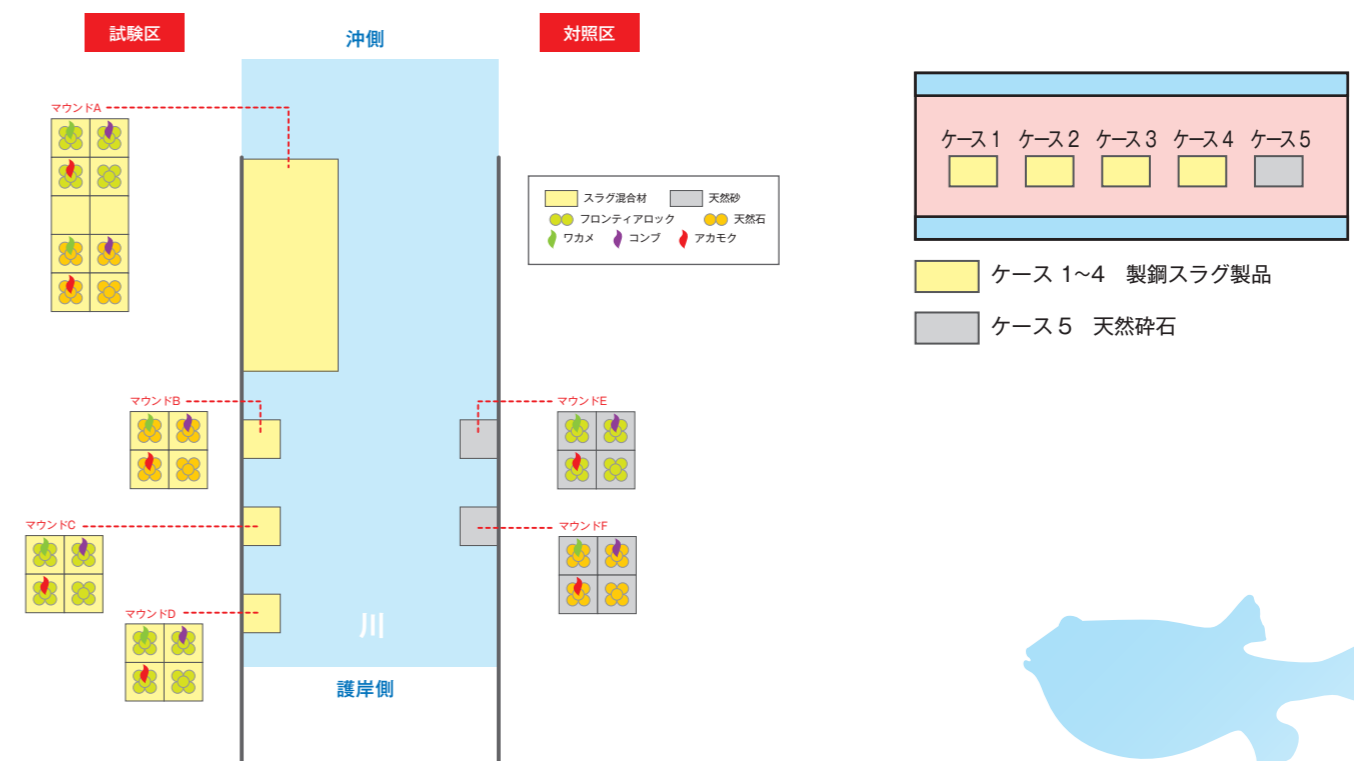 試験区
沖側
対照区
マウンドA
スラグ混合材 天然砂
フロンティアロック 天然石
ワカメ コンブ アカモク
マウンドB
マウンドC
マウンドD
マウンドE
マウンドF
川
護岸側
ケース1 ケース2 ケース3 ケース4 ケース5
ケース 1~4 製鋼スラグ製品
ケース 5 天然砕石